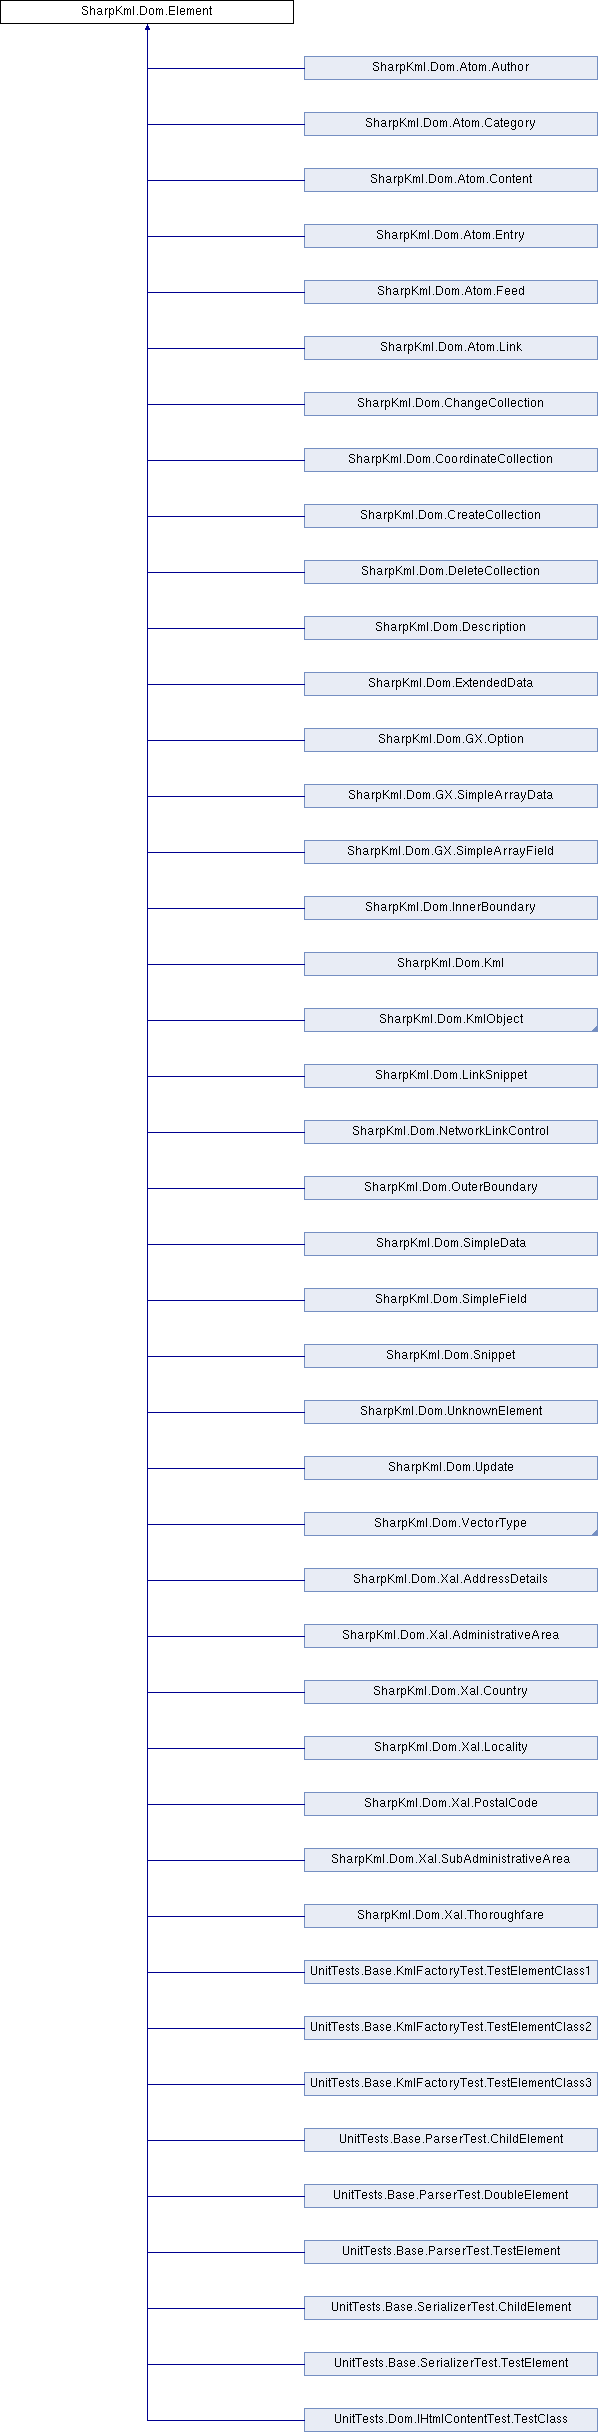 SharpKml.Dom.Element
SharpKml.Dom.Atom.Author
SharpKml.Dom.Atom.Category
SharpKml.Dom.Atom.Content
SharpKml.Dom.Atom.Entry
SharpKml.Dom.Atom.Feed
SharpKml.Dom.Atom.Link
SharpKml.Dom.ChangeCollection
SharpKml.Dom.CoordinateCollection
SharpKml.Dom.CreateCollection
SharpKml.Dom.DeleteCollection
SharpKml.Dom.Description
SharpKml.Dom.ExtendedData
SharpKml.Dom.GX.Option
SharpKml.Dom.GX.SimpleArrayData
SharpKml.Dom.GX.SimpleArrayField
SharpKml.Dom.InnerBoundary
SharpKml.Dom.Kml
SharpKml.Dom.KmlObject
SharpKml.Dom.LinkSnippet
SharpKml.Dom.NetworkLinkControl
SharpKml.Dom.OuterBoundary
SharpKml.Dom.SimpleData
SharpKml.Dom.SimpleField
SharpKml.Dom.Snippet
SharpKml.Dom.UnknownElement
SharpKml.Dom.Update
SharpKml.Dom.VectorType
SharpKml.Dom.Xal.AddressDetails
SharpKml.Dom.Xal.AdministrativeArea
SharpKml.Dom.Xal.Country
SharpKml.Dom.Xal.Locality
SharpKml.Dom.Xal.PostalCode
SharpKml.Dom.Xal.SubAdministrativeArea
SharpKml.Dom.Xal.Thoroughfare
UnitTests.Base.KmlFactoryTest.TestElementClass1
UnitTests.Base.KmlFactoryTest.TestElementClass2
UnitTests.Base.KmlFactoryTest.TestElementClass3
UnitTests.Base.ParserTest.ChildElement
UnitTests.Base.ParserTest.DoubleElement
UnitTests.Base.ParserTest.TestElement
UnitTests.Base.SerializerTest.ChildElement
UnitTests.Base.SerializerTest.TestElement
UnitTests.Dom.IHtmlContentTest.TestClass